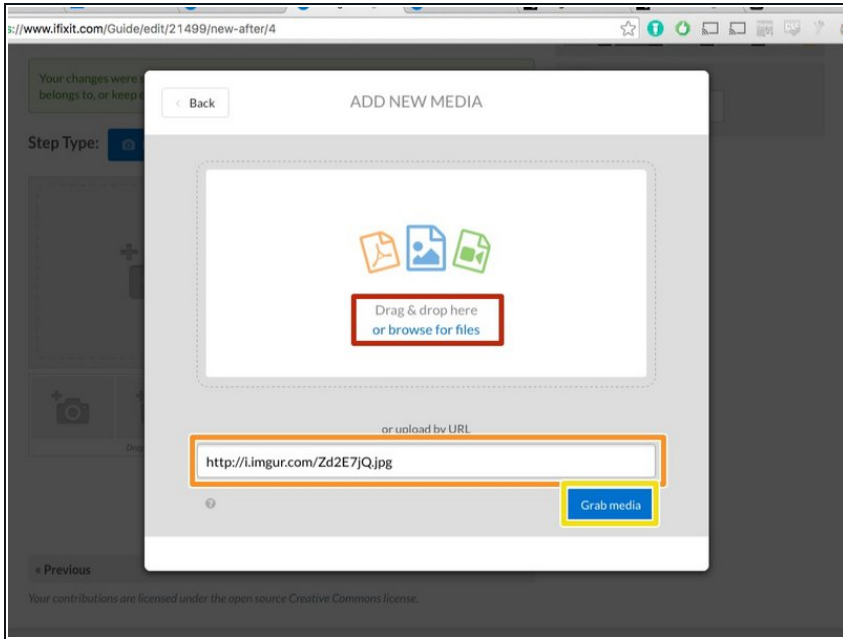 s://www.ifixit.com/Guide/edit/21499/new-after/4
Your changes were
belongs to, or keep
Back
ADD NEW MEDIA
Step Type:
Drag & drop here
or browse for files
or upload by URL
http://i.imgur.com/Zd2E7jQ.jpg
Grab media
« Previous
Your contributions are licensed under the open source Creative Commons license.